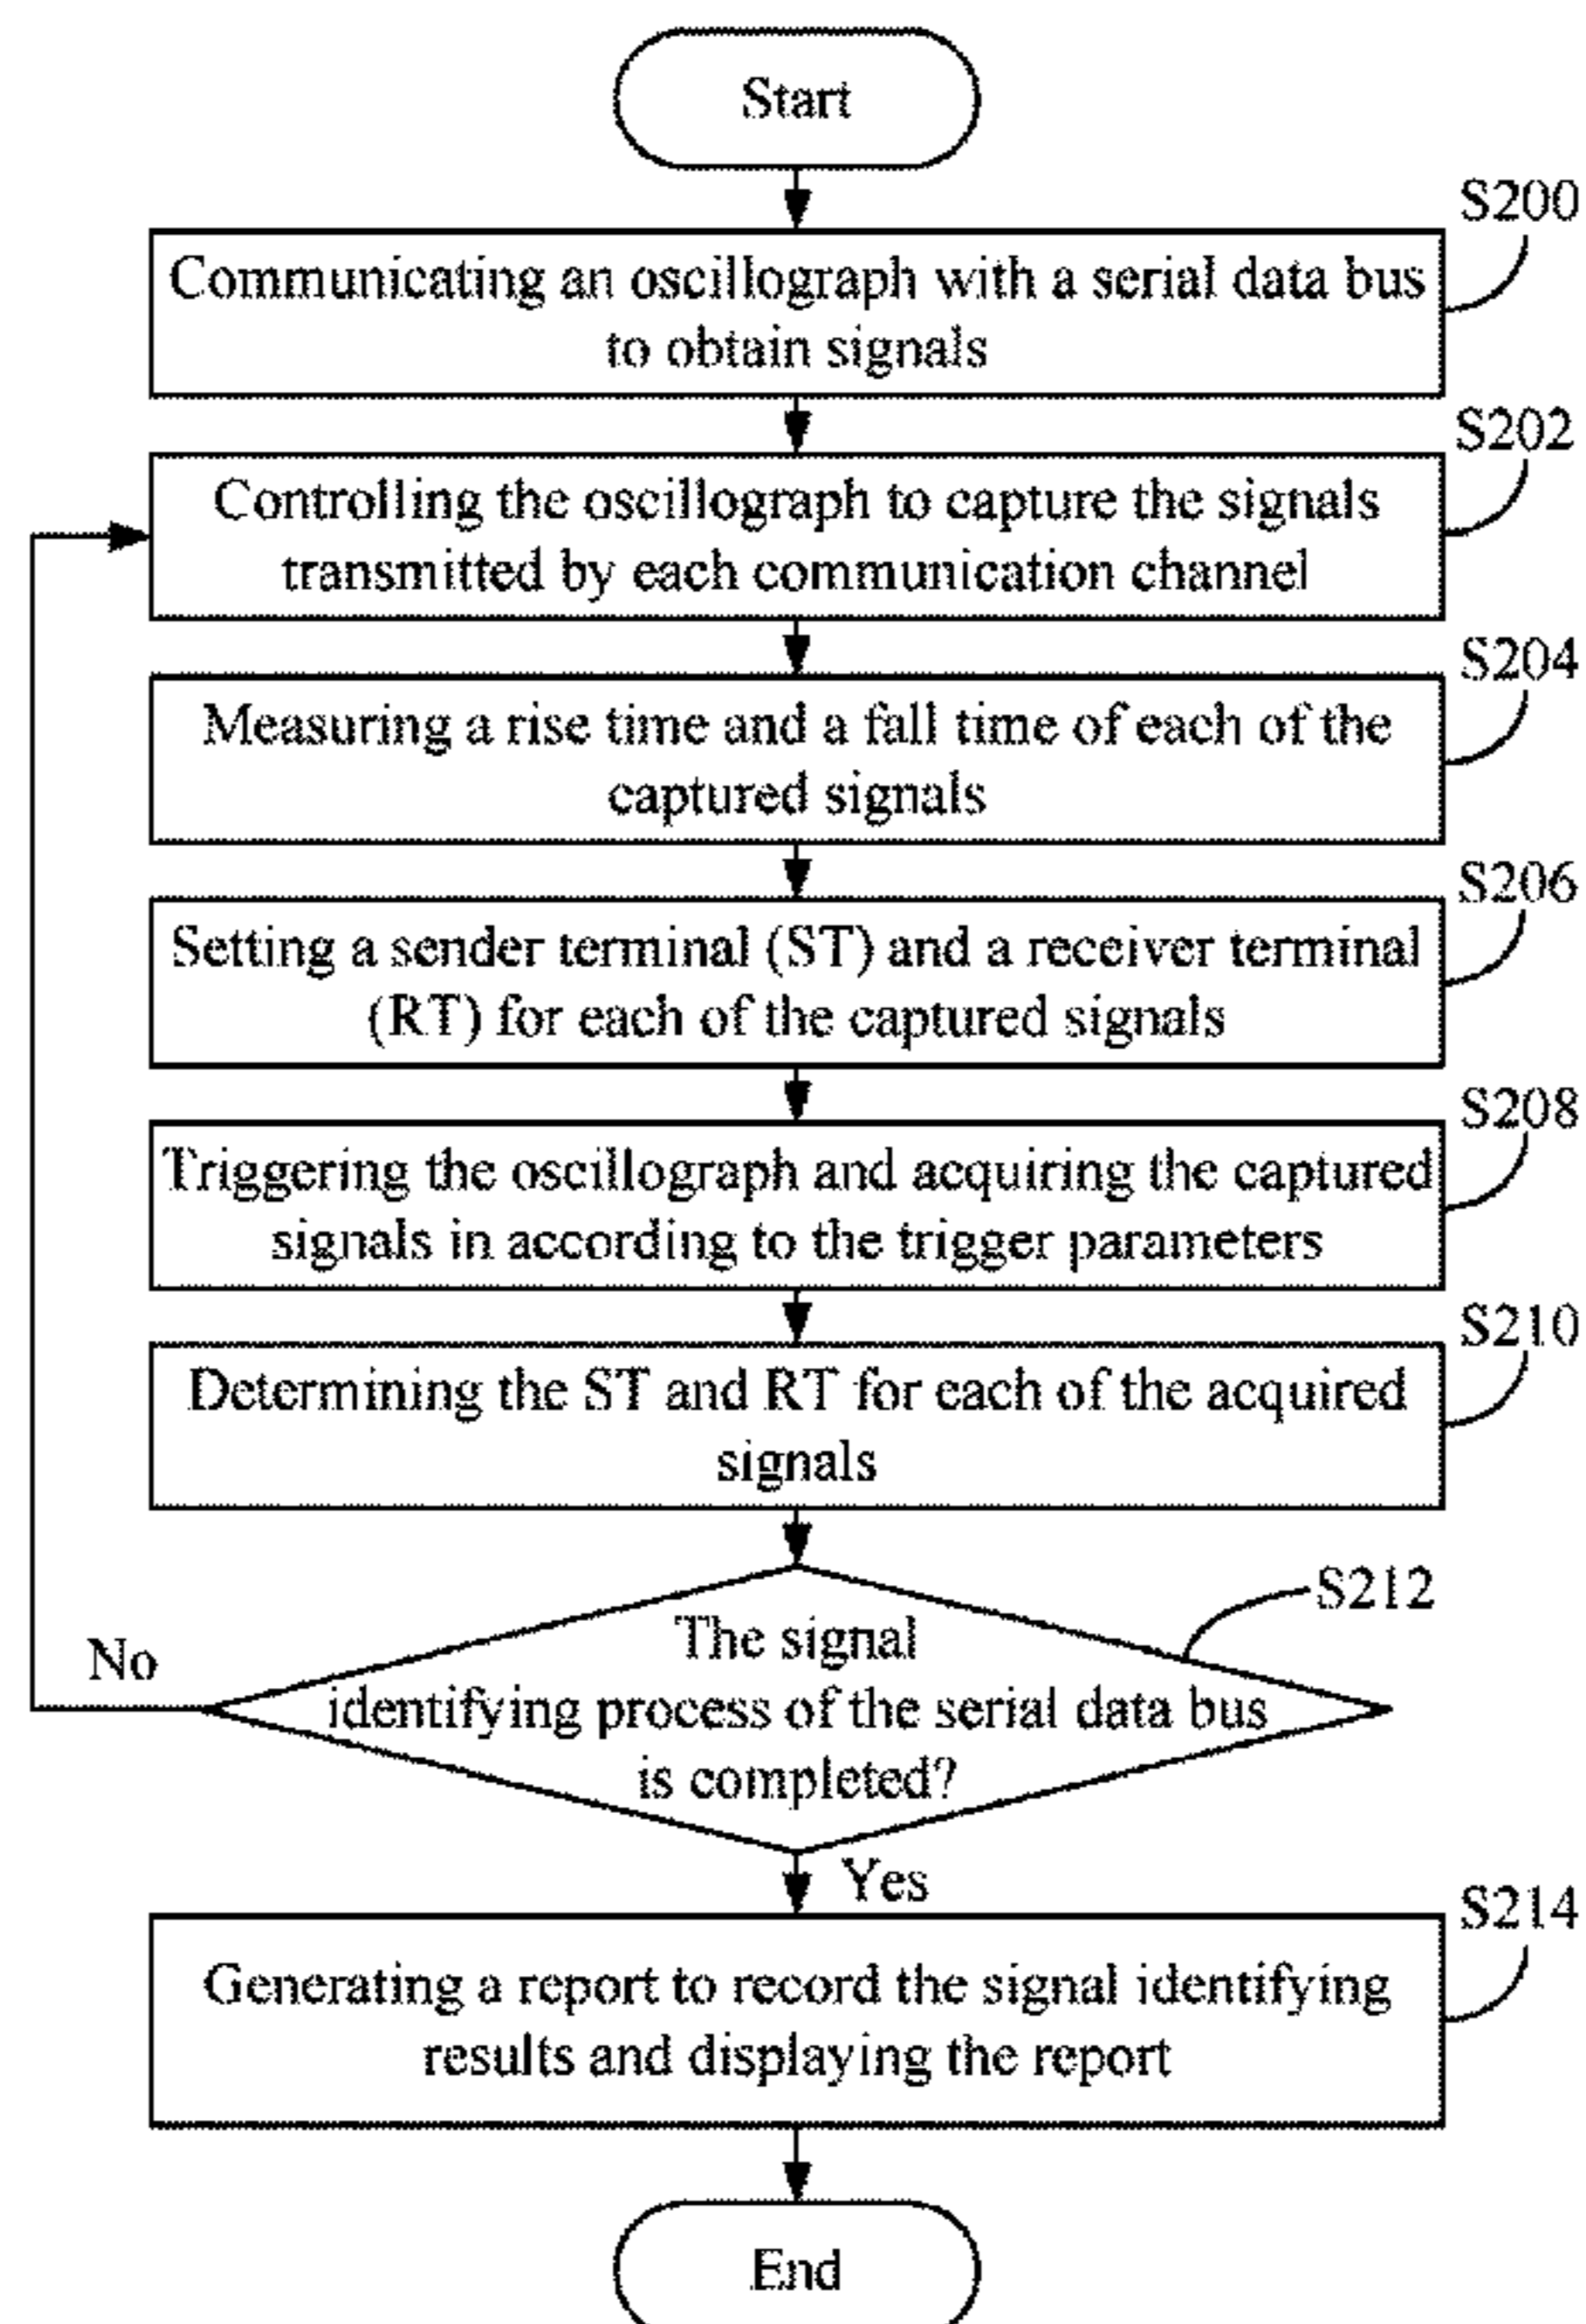 Start
S200
Communicating an oscillograph with a serial data bus
to obtain signals
S202
Controlling the oscillograph to capture the signals
transmitted by each communication channel
S204
Measuring a rise time and a fall time of each of the
captured signals
S206
Setting a sender terminal (ST) and a receiver terminal
(RT) for each of the captured signals
S208
Triggering the oscillograph and acquiring the captured
signals in according to the trigger parameters
S210
Determining the ST and RT for each of the acquired
signals
S212
The signal
identifying process of the serial data bus
is completed?
No
Yes
S214
Generating a report to record the signal identifying
results and displaying the report
End